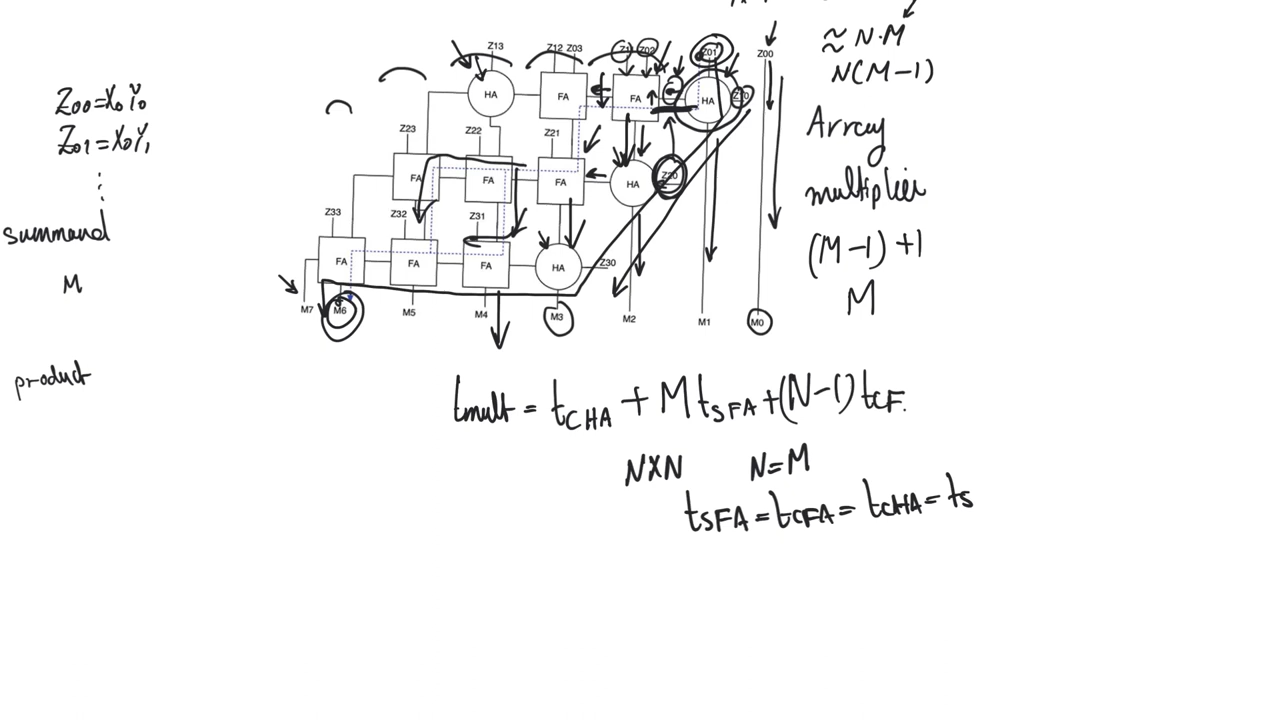 ≈ N·M
N(M-1)
Array
multiplier
(M-1)+1
M
Z00=X0Y0
Z01=X0Y1
summand
M
product
Z13 Z12 Z03 Z02 Z01 Z00
HA FA FA HA Z10
Z23 Z22 Z21
FA FA FA HA Z20
Z33 Z32 Z31
FA FA FA HA Z30
M7 M6 M5 M4 M3 M2 M1 M0
tmult = tCHA + M tSFA + (N-1) tCF.
NXN N=M
tSFA = tCFA = tCHA = ts